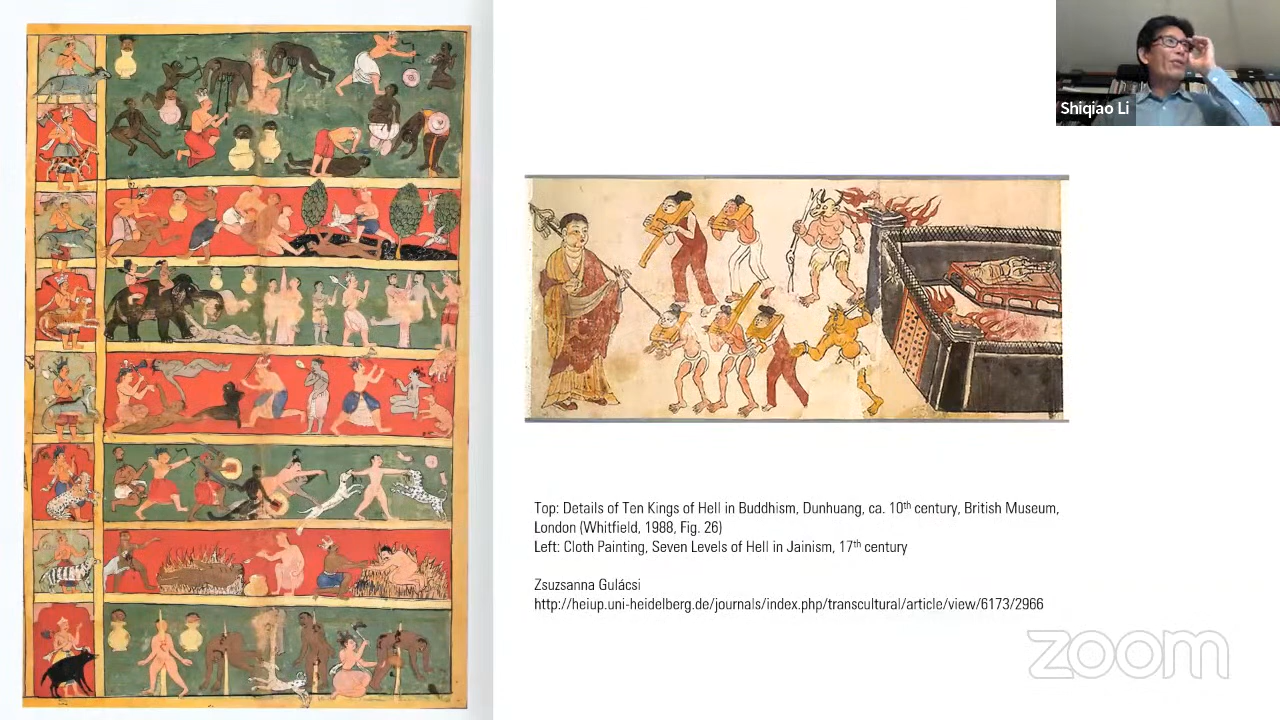 Shiqiao Li
Top: Details of Ten Kings of Hell in Buddhism, Dunhuang, ca. 10th century, British Museum,
London (Whitfield, 1988, Fig. 26)
Left: Cloth Painting, Seven Levels of Hell in Jainism, 17th century
Zsuzsanna Gulácsi
http://heiup.uni-heidelberg.de/journals/index.php/transcultural/article/view/6173/2966
zoom